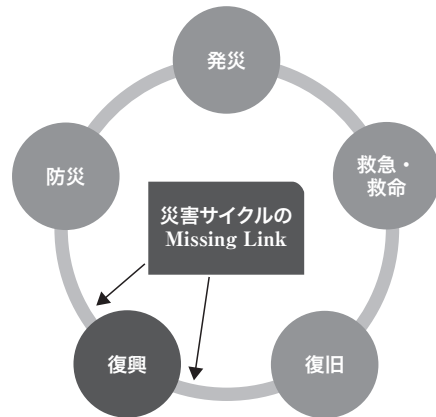 発災
救急・
救命
防災
災害サイクルの
Missing Link
復興
復旧